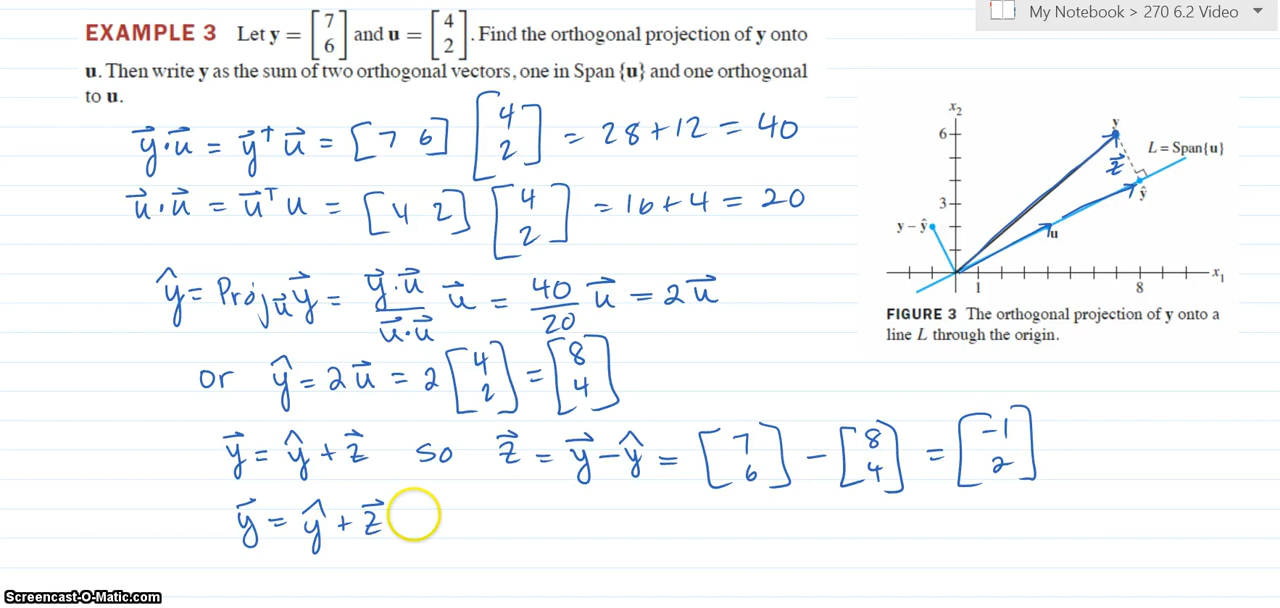 My Notebook > 270 6.2 Video
EXAMPLE 3 Let y = [7 6] and u = [4 2]. Find the orthogonal projection of y onto
u. Then write y as the sum of two orthogonal vectors, one in Span {u} and one orthogonal
to u.
y⃗·u⃗ = y⃗ᵀu⃗ = [7 6] [4 2] = 28+12 = 40
u⃗·u⃗ = u⃗ᵀu = [4 2] [4 2] = 16+4 = 20
ŷ = Proj_u⃗ y⃗ = (y⃗·u⃗)/(u⃗·u⃗) u⃗ = 40/20 u⃗ = 2u⃗
or ŷ = 2u⃗ = 2[4 2] = [8 4]
y⃗ = ŷ + z⃗ so z⃗ = y⃗ - ŷ = [7 6] - [8 4] = [-1 2]
y⃗ = ŷ + z⃗
x₂
6
y
L = Span{u}
z⃗
ŷ
3
y − ŷ
u
x₁
1
8
FIGURE 3 The orthogonal projection of y onto a
line L through the origin.
Screencast-O-Matic.com